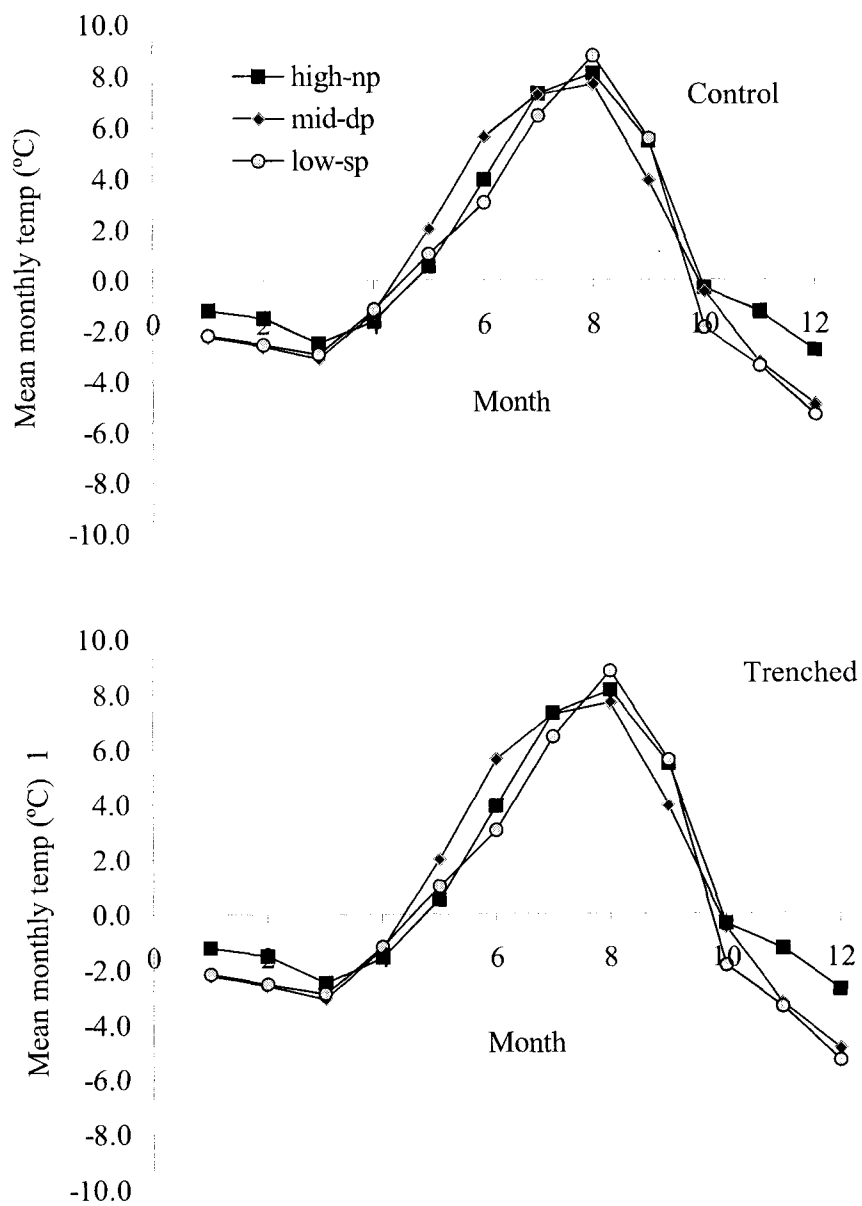 10.0
8.0
6.0
4.0
2.0
0.0
-2.0
-4.0
-6.0
-8.0
-10.0
Mean monthly temp (ºC)
high-np
mid-dp
low-sp
Control
0 2 4 6 8 10 12
Month
10.0
8.0
6.0
4.0
2.0
0.0
-2.0
-4.0
-6.0
-8.0
-10.0
Mean monthly temp (ºC) 1
Trenched
0 2 4 6 8 10 12
Month